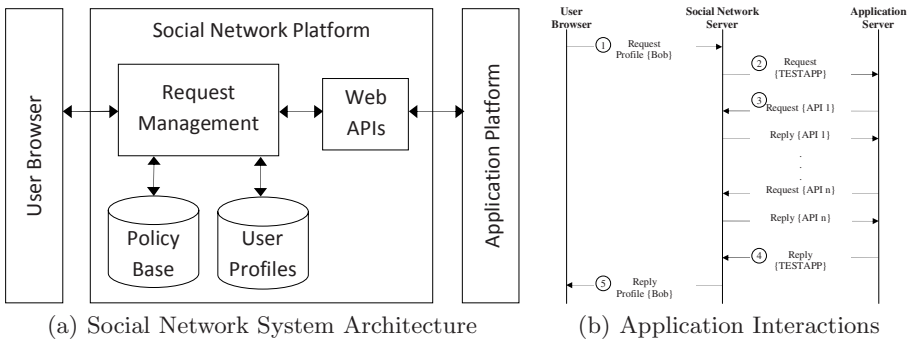 User Browser
Social Network Platform
Request
Management
Web
APIs
Policy
Base
User
Profiles
Application Platform
(a) Social Network System Architecture
User
Browser
Social Network
Server
Application
Server
1 Request
Profile {Bob}
2 Request
{TESTAPP}
3
Request {API 1}
Reply {API 1}
.
.
.
Request {API n}
Reply {API n}
4 Reply
{TESTAPP}
5 Reply
Profile {Bob}
(b) Application Interactions